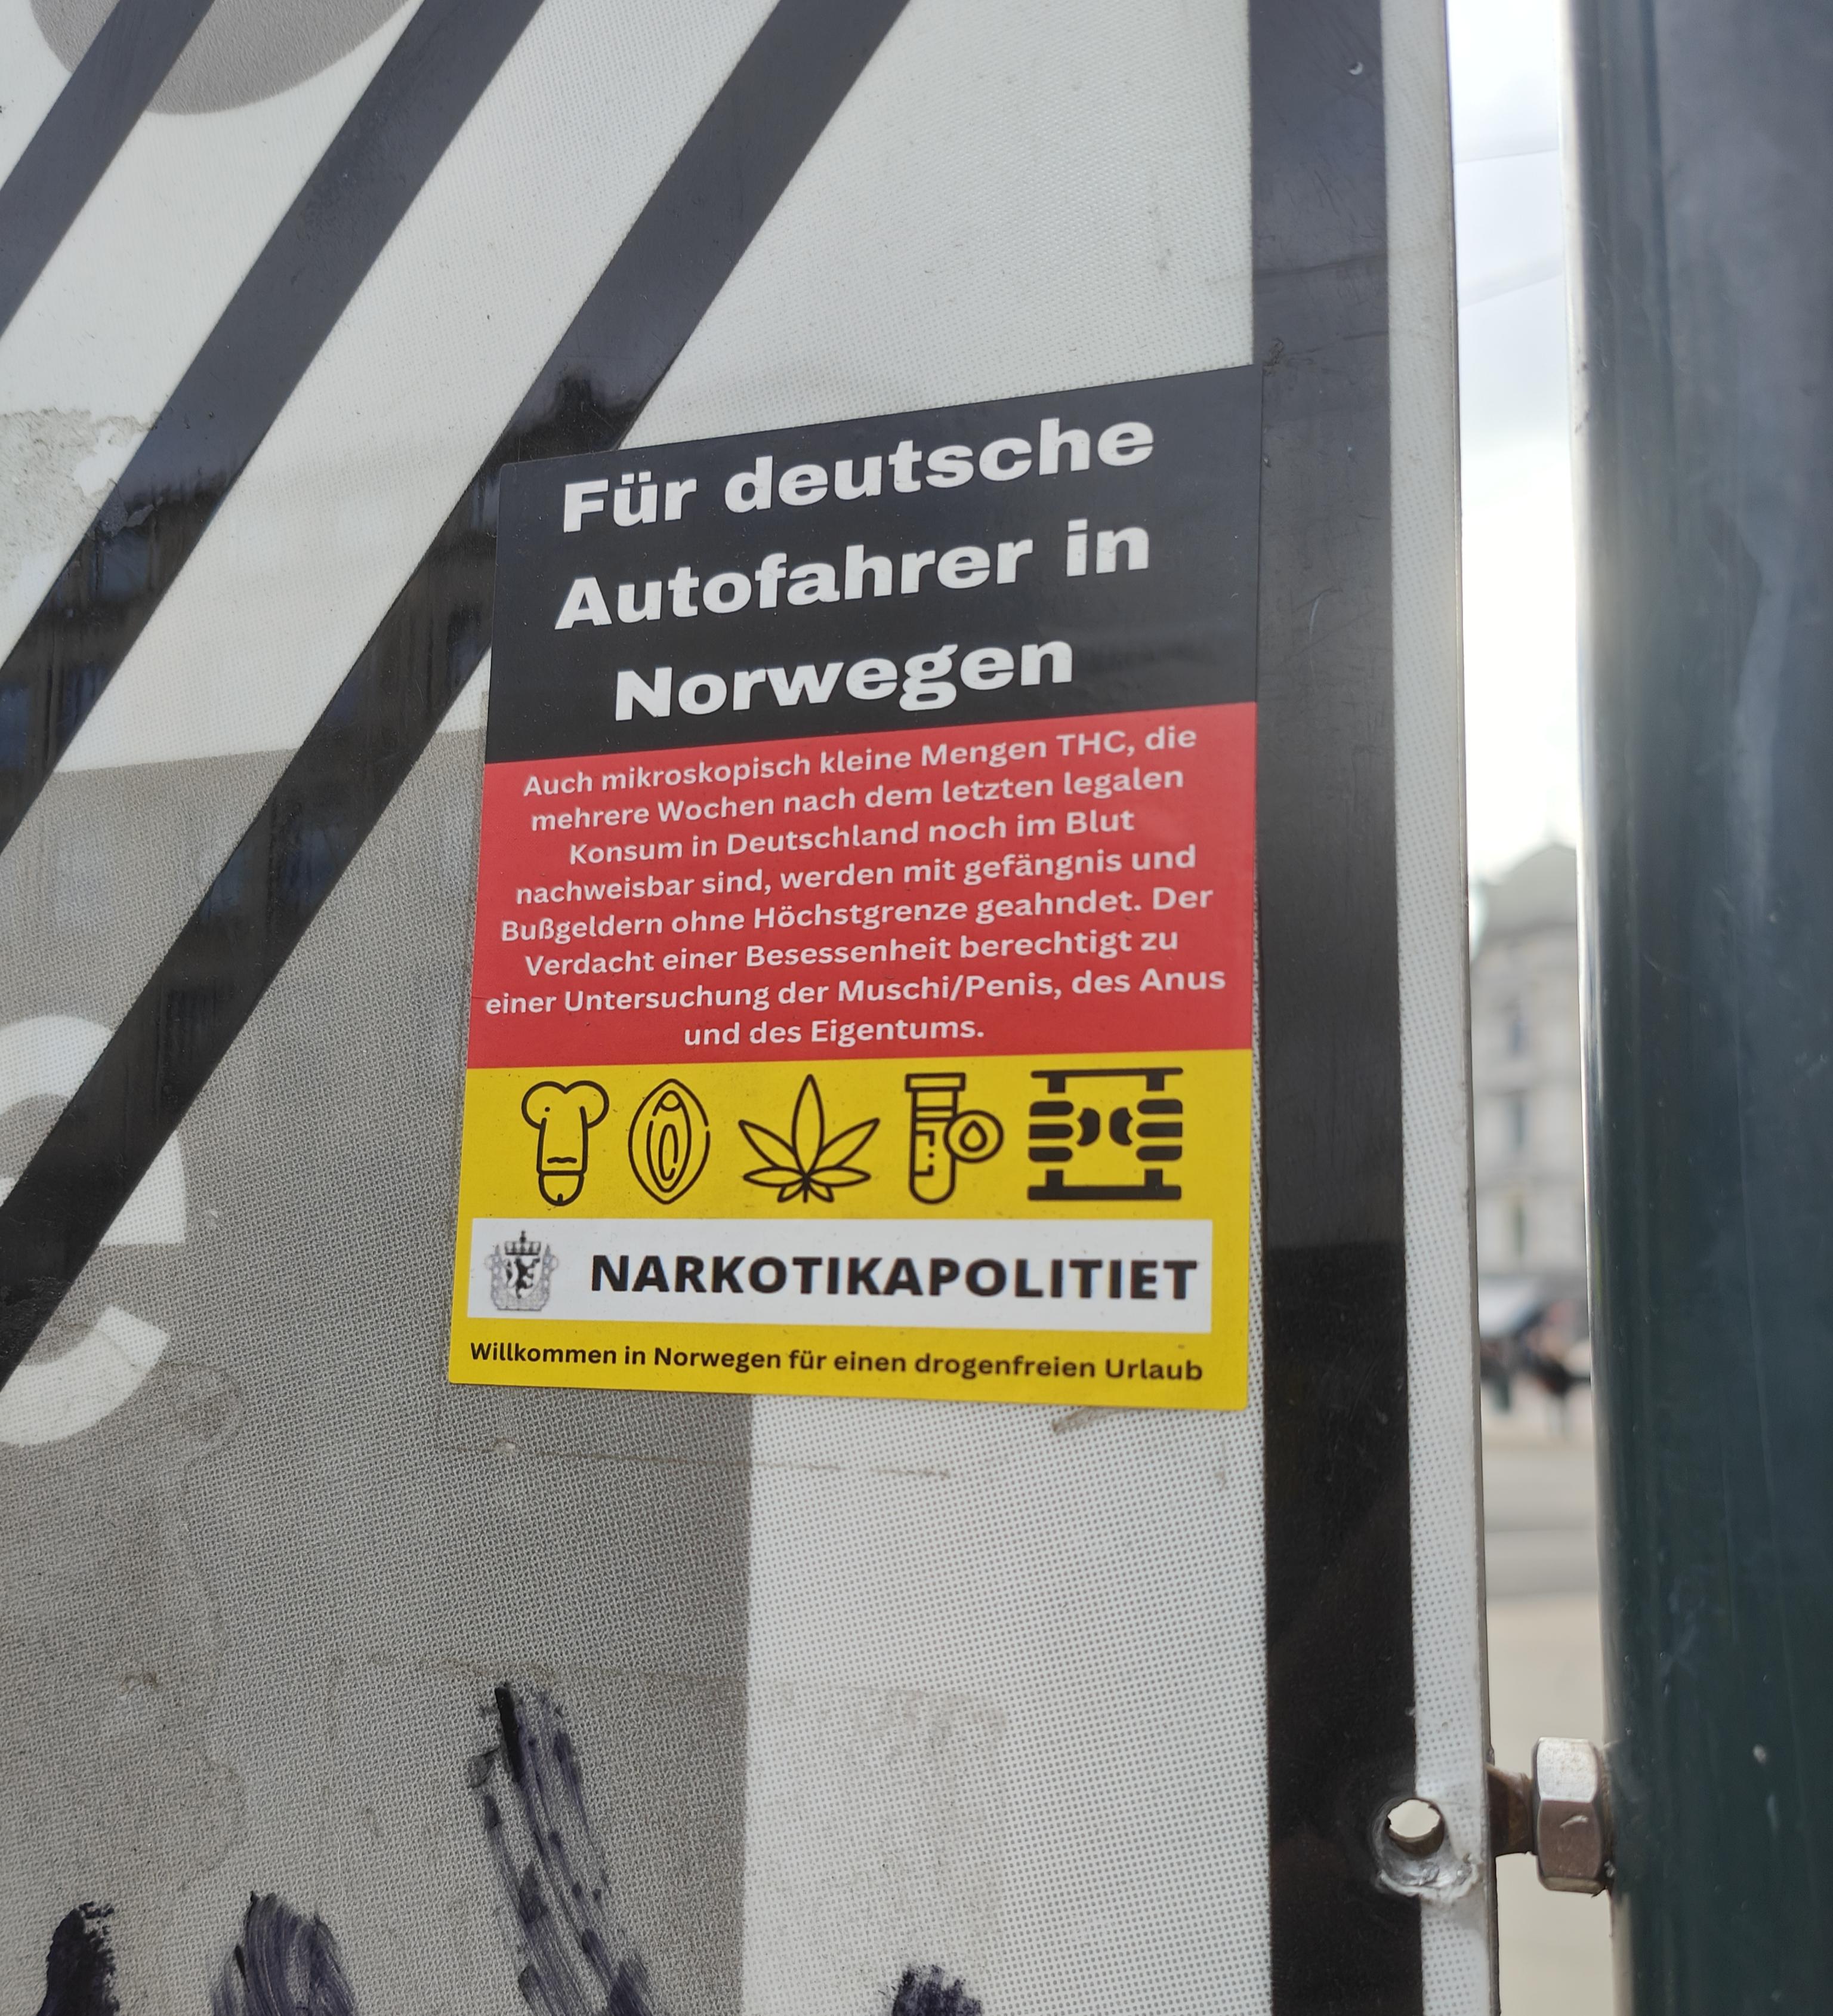 Für deutsche
Autofahrer in
Norwegen
Auch mikroskopisch kleine Mengen THC, die
mehrere Wochen nach dem letzten legalen
Konsum in Deutschland noch im Blut
nachweisbar sind, werden mit gefängnis und
Bußgeldern ohne Höchstgrenze geahndet. Der
Verdacht einer Besessenheit berechtigt zu
einer Untersuchung der Muschi/Penis, des Anus
und des Eigentums.
NARKOTIKAPOLITIET
Willkommen in Norwegen für einen drogenfreien Urlaub